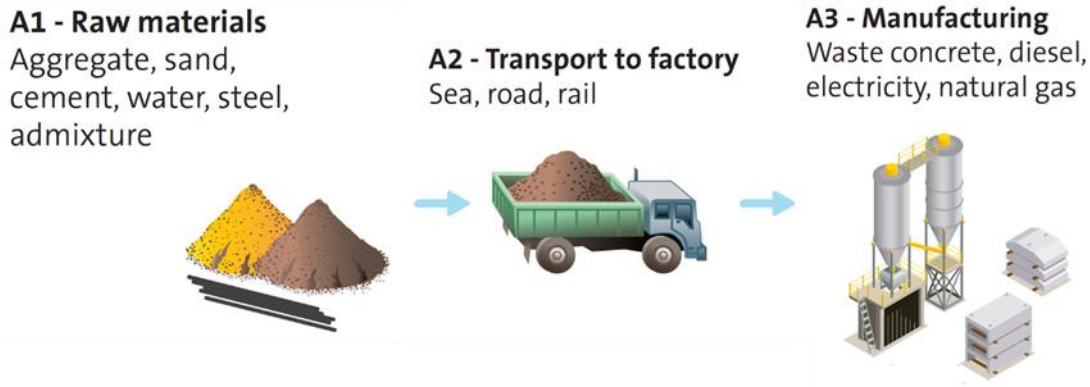 A1 - Raw materials
Aggregate, sand,
cement, water, steel,
admixture
A2 - Transport to factory
Sea, road, rail
A3 - Manufacturing
Waste concrete, diesel,
electricity, natural gas